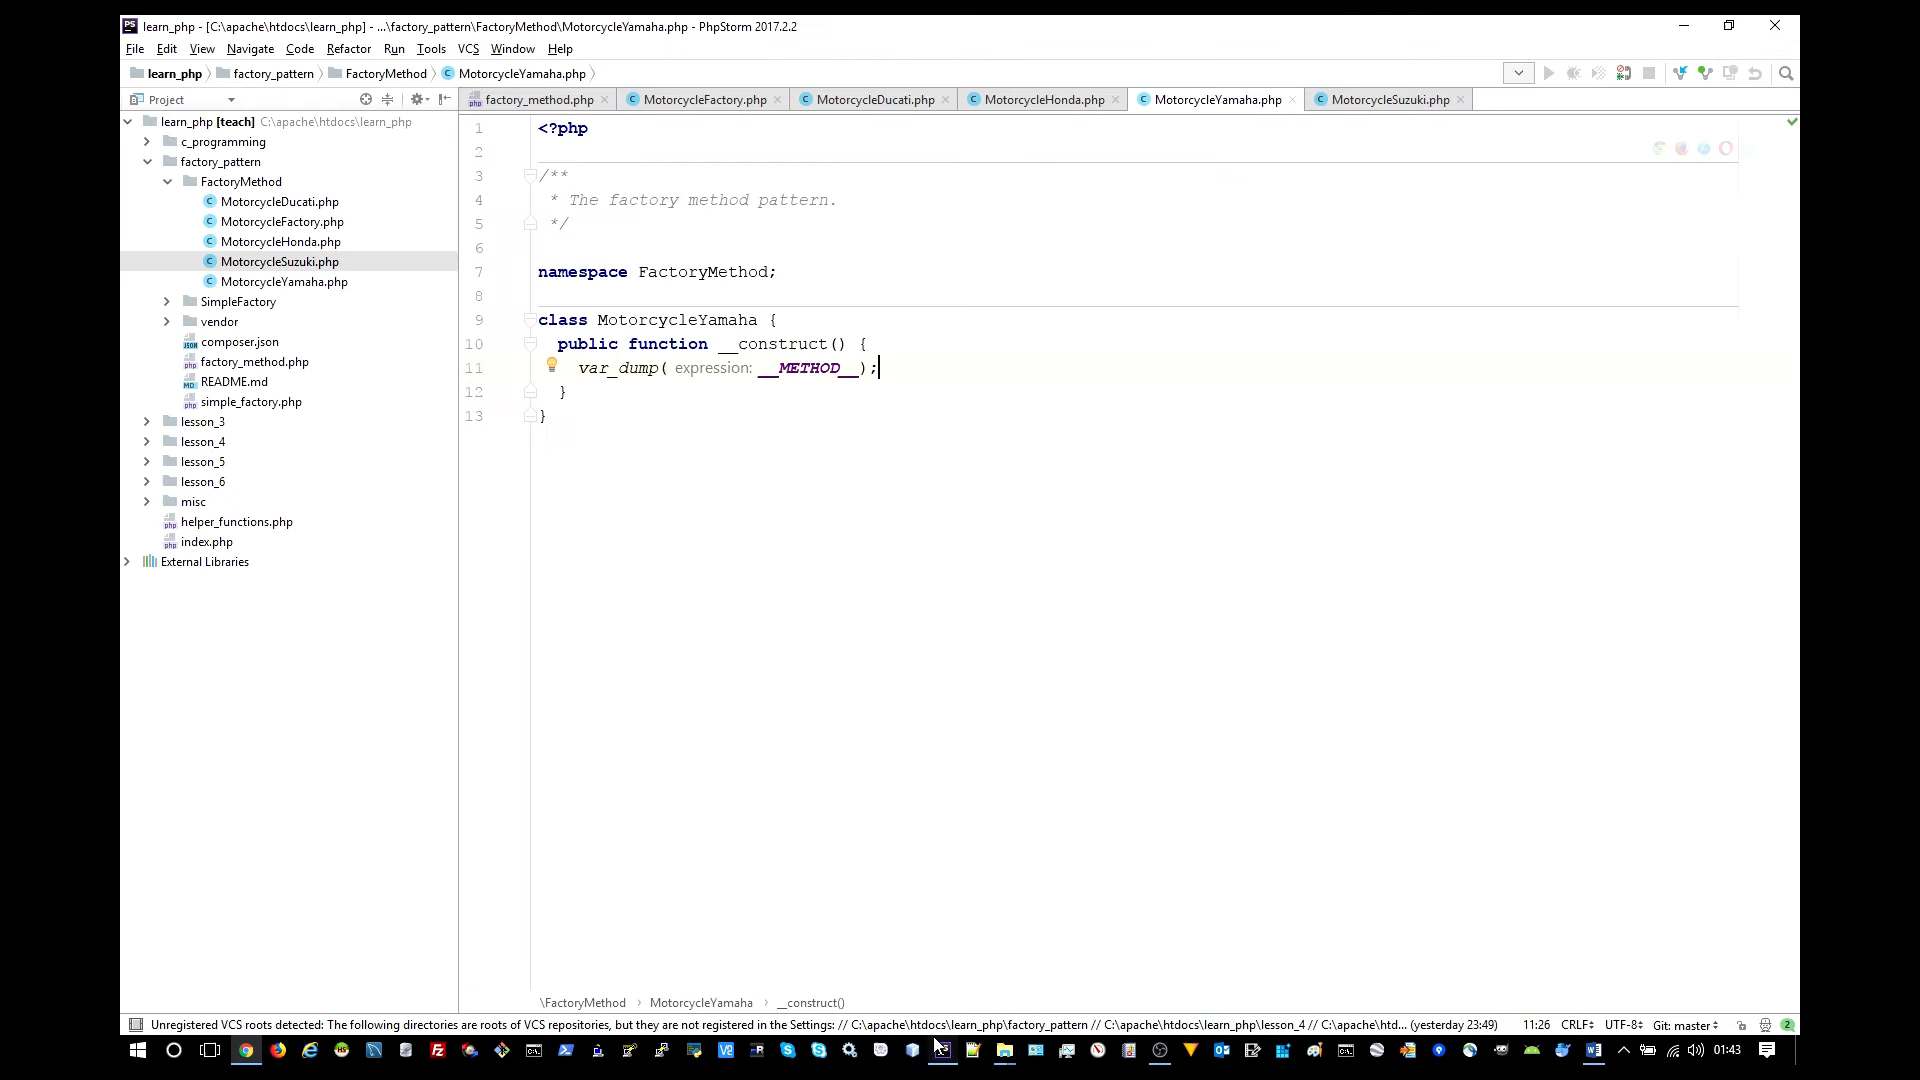 learn_php - [C:\apache\htdocs\learn_php] - ...\factory_pattern\FactoryMethod\MotorcycleYamaha.php - PhpStorm 2017.2.2
File Edit View Navigate Code Refactor Run Tools VCS Window Help
learn_php factory_pattern FactoryMethod MotorcycleYamaha.php
Project
factory_method.php MotorcycleFactory.php MotorcycleDucati.php MotorcycleHonda.php MotorcycleYamaha.php MotorcycleSuzuki.php
learn_php [teach] C:\apache\htdocs\learn_php
c_programming
factory_pattern
FactoryMethod
MotorcycleDucati.php
MotorcycleFactory.php
MotorcycleHonda.php
MotorcycleSuzuki.php
MotorcycleYamaha.php
SimpleFactory
vendor
composer.json
factory_method.php
README.md
simple_factory.php
lesson_3
lesson_4
lesson_5
lesson_6
misc
helper_functions.php
index.php
External Libraries
1 <?php
2
3 /**
4 * The factory method pattern.
5 */
6
7 namespace FactoryMethod;
8
9 class MotorcycleYamaha {
10 public function __construct() {
11 var_dump( expression: __METHOD__);
12 }
13 }
\FactoryMethod › MotorcycleYamaha › __construct()
Unregistered VCS roots detected: The following directories are roots of VCS repositories, but they are not registered in the Settings: // C:\apache\htdocs\learn_php\factory_pattern // C:\apache\htdocs\learn_php\lesson_4 // C:\apache\htd... (yesterday 23:49) 11:26 CRLF UTF-8 Git: master 2
01:43